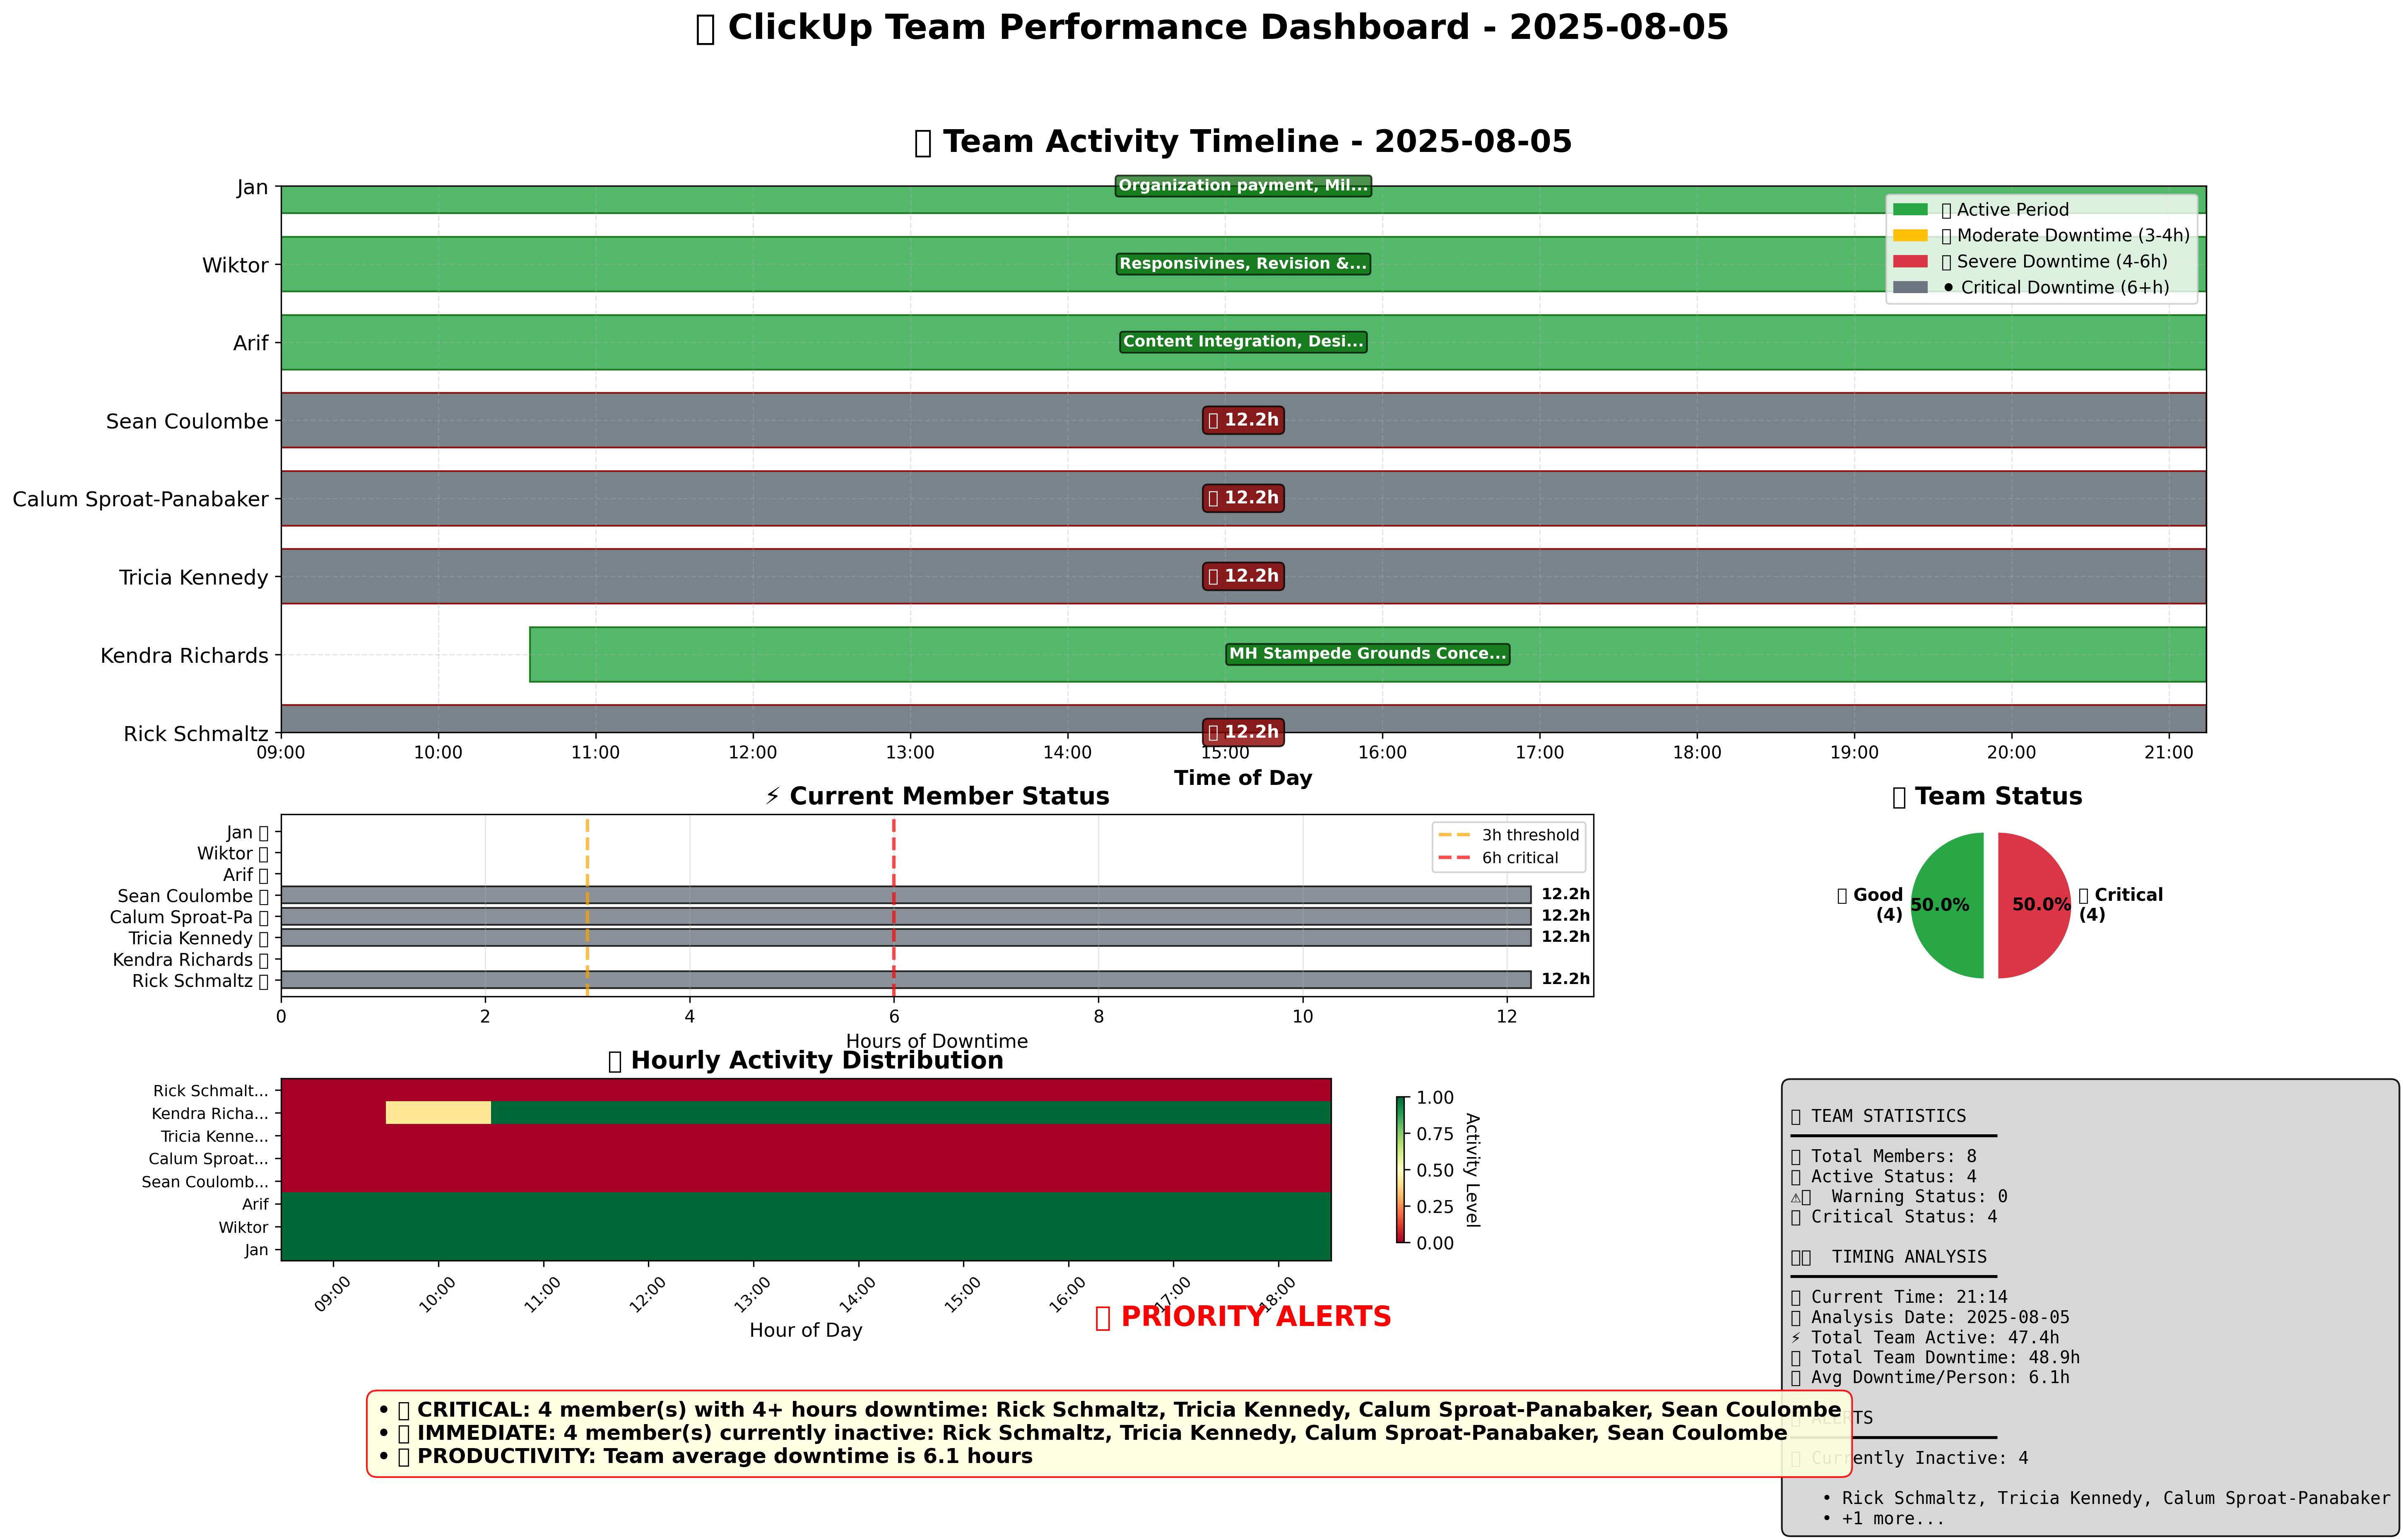 ClickUp Team Performance Dashboard - 2025-08-05
Team Activity Timeline - 2025-08-05
Jan
Wiktor
Arif
Sean Coulombe
Calum Sproat-Panabaker
Tricia Kennedy
Kendra Richards
Rick Schmaltz
Organization payment, Mil...
Responsivines, Revision &...
Content Integration, Desi...
12.2h
12.2h
12.2h
MH Stampede Grounds Conce...
12.2h
Active Period
Moderate Downtime (3-4h)
Severe Downtime (4-6h)
● Critical Downtime (6+h)
09:00 10:00 11:00 12:00 13:00 14:00 15:00 16:00 17:00 18:00 19:00 20:00 21:00
Time of Day
⚡ Current Member Status
Jan
Wiktor
Arif
Sean Coulombe
Calum Sproat-Pa
Tricia Kennedy
Kendra Richards
Rick Schmaltz
12.2h
12.2h
12.2h
12.2h
3h threshold
6h critical
0 2 4 6 8 10 12
Hours of Downtime
Team Status
Good
(4)
50.0%
50.0%
Critical
(4)
Hourly Activity Distribution
Rick Schmalt...
Kendra Richa...
Tricia Kenne...
Calum Sproat...
Sean Coulomb...
Arif
Wiktor
Jan
09:00 10:00 11:00 12:00 13:00 14:00 15:00 16:00 17:00 18:00
Hour of Day
1.00
0.75
0.50
0.25
0.00
Activity Level
TEAM STATISTICS
Total Members: 8
Active Status: 4
⚠ Warning Status: 0
Critical Status: 4
TIMING ANALYSIS
Current Time: 21:14
Analysis Date: 2025-08-05
⚡ Total Team Active: 47.4h
Total Team Downtime: 48.9h
Avg Downtime/Person: 6.1h
ALERTS
Currently Inactive: 4
• Rick Schmaltz, Tricia Kennedy, Calum Sproat-Panabaker
• +1 more...
PRIORITY ALERTS
• CRITICAL: 4 member(s) with 4+ hours downtime: Rick Schmaltz, Tricia Kennedy, Calum Sproat-Panabaker, Sean Coulombe
• IMMEDIATE: 4 member(s) currently inactive: Rick Schmaltz, Tricia Kennedy, Calum Sproat-Panabaker, Sean Coulombe
• PRODUCTIVITY: Team average downtime is 6.1 hours